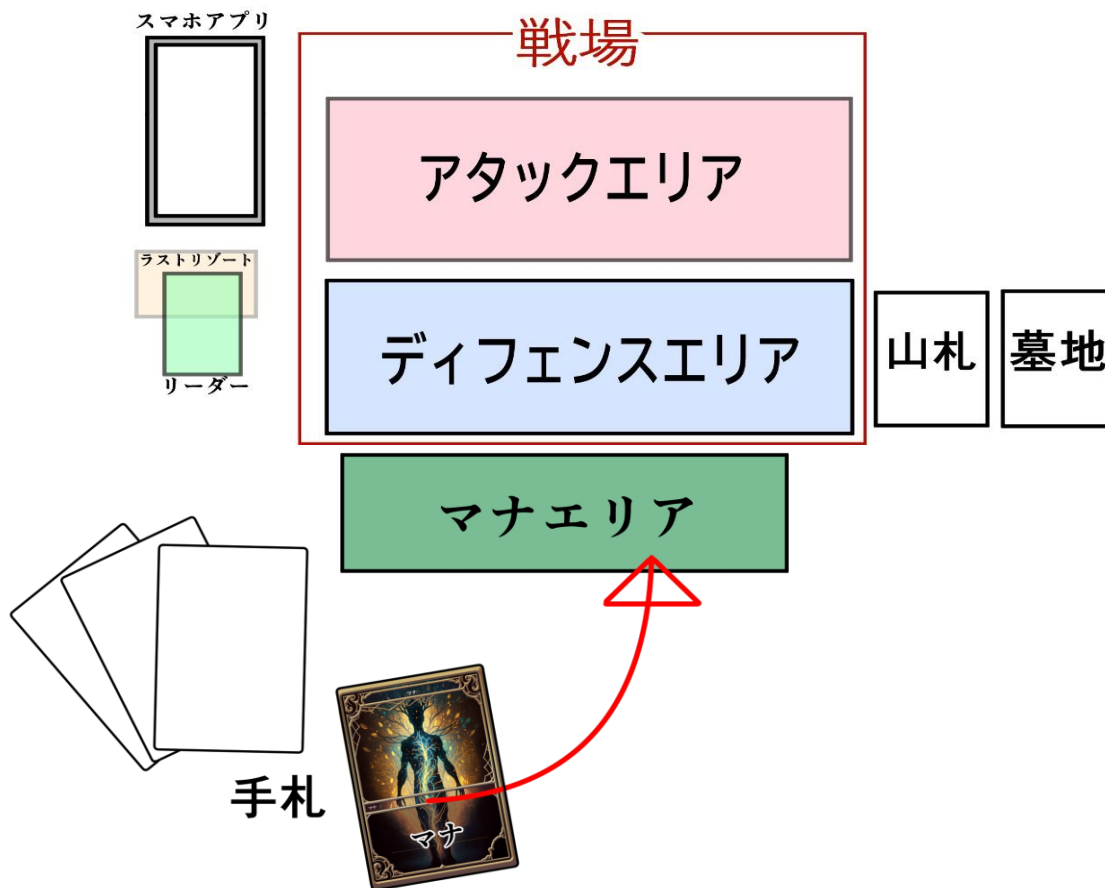 スマホアプリ
戦場
アタックエリア
ラストリゾート
リーダー
ディフェンスエリア
山札
墓地
マナエリア
手札
マナ